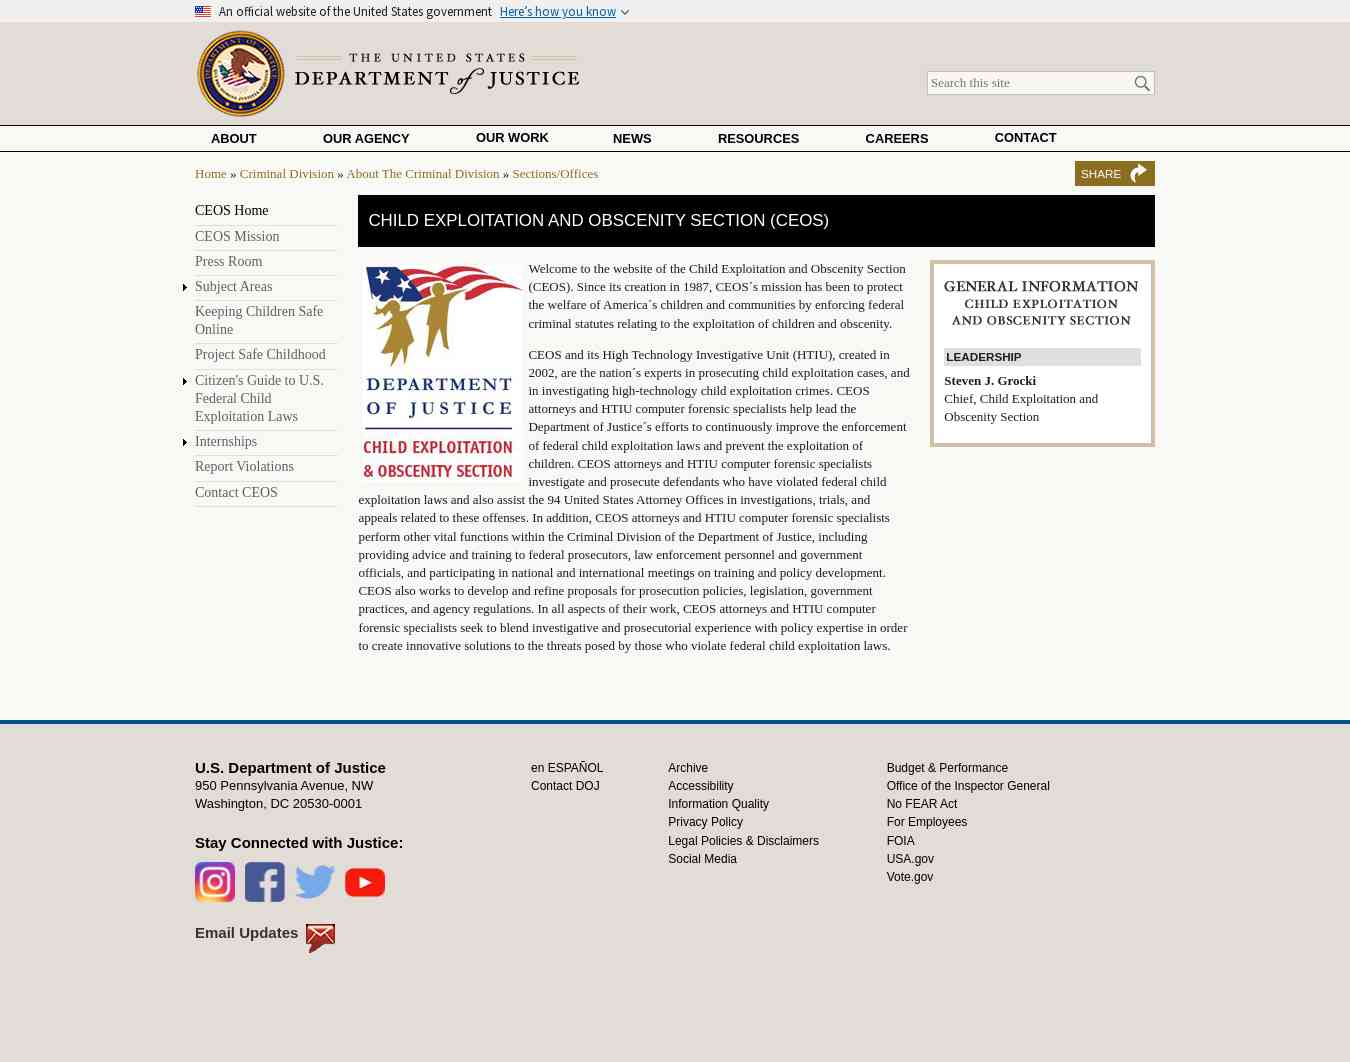 An official website of the United States government Here's how you know
THE UNITED STATES
DEPARTMENT of JUSTICE
Search this site
ABOUT OUR AGENCY OUR WORK NEWS RESOURCES CAREERS CONTACT
Home » Criminal Division » About The Criminal Division » Sections/Offices
SHARE
CEOS Home
CEOS Mission
Press Room
Subject Areas
Keeping Children Safe
Online
Project Safe Childhood
Citizen's Guide to U.S.
Federal Child
Exploitation Laws
Internships
Report Violations
Contact CEOS
CHILD EXPLOITATION AND OBSCENITY SECTION (CEOS)
DEPARTMENT
OF JUSTICE
CHILD EXPLOITATION
& OBSCENITY SECTION
Welcome to the website of the Child Exploitation and Obscenity Section
(CEOS). Since its creation in 1987, CEOS´s mission has been to protect
the welfare of America´s children and communities by enforcing federal
criminal statutes relating to the exploitation of children and obscenity.
CEOS and its High Technology Investigative Unit (HTIU), created in
2002, are the nation´s experts in prosecuting child exploitation cases, and
in investigating high-technology child exploitation crimes. CEOS
attorneys and HTIU computer forensic specialists help lead the
Department of Justice´s efforts to continuously improve the enforcement
of federal child exploitation laws and prevent the exploitation of
children. CEOS attorneys and HTIU computer forensic specialists
investigate and prosecute defendants who have violated federal child
exploitation laws and also assist the 94 United States Attorney Offices in investigations, trials, and
appeals related to these offenses. In addition, CEOS attorneys and HTIU computer forensic specialists
perform other vital functions within the Criminal Division of the Department of Justice, including
providing advice and training to federal prosecutors, law enforcement personnel and government
officials, and participating in national and international meetings on training and policy development.
CEOS also works to develop and refine proposals for prosecution policies, legislation, government
practices, and agency regulations. In all aspects of their work, CEOS attorneys and HTIU computer
forensic specialists seek to blend investigative and prosecutorial experience with policy expertise in order
to create innovative solutions to the threats posed by those who violate federal child exploitation laws.
GENERAL INFORMATION
CHILD EXPLOITATION
AND OBSCENITY SECTION
LEADERSHIP
Steven J. Grocki
Chief, Child Exploitation and
Obscenity Section
U.S. Department of Justice
950 Pennsylvania Avenue, NW
Washington, DC 20530-0001
Stay Connected with Justice:
Email Updates
en ESPAÑOL
Contact DOJ
Archive
Accessibility
Information Quality
Privacy Policy
Legal Policies & Disclaimers
Social Media
Budget & Performance
Office of the Inspector General
No FEAR Act
For Employees
FOIA
USA.gov
Vote.gov